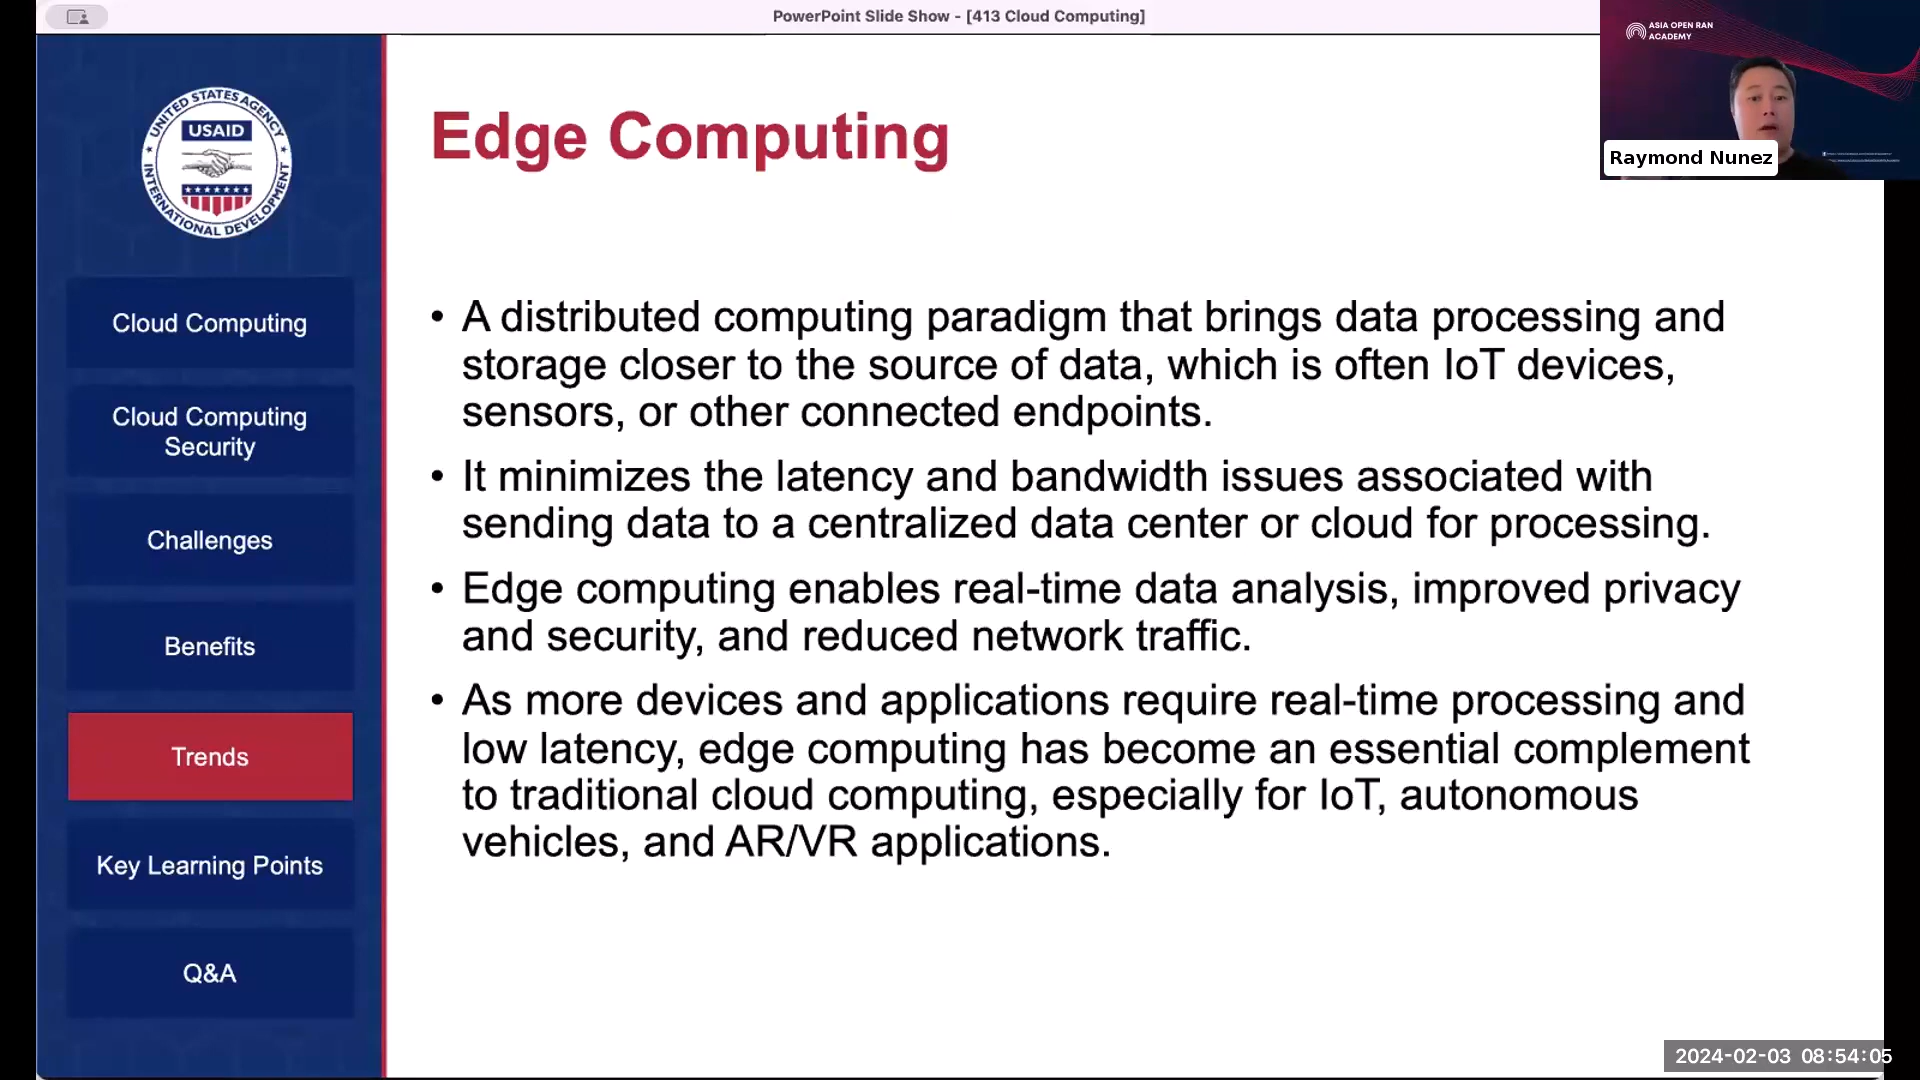 PowerPoint Slide Show - [413 Cloud Computing]
ASIA OPEN RAN
ACADEMY
Raymond Nunez
UNITED STATES AGENCY
USAID
INTERNATIONAL DEVELOPMENT
Cloud Computing
Cloud Computing
Security
Challenges
Benefits
Trends
Key Learning Points
Q&A
Edge Computing
• A distributed computing paradigm that brings data processing and
storage closer to the source of data, which is often IoT devices,
sensors, or other connected endpoints.
• It minimizes the latency and bandwidth issues associated with
sending data to a centralized data center or cloud for processing.
• Edge computing enables real-time data analysis, improved privacy
and security, and reduced network traffic.
• As more devices and applications require real-time processing and
low latency, edge computing has become an essential complement
to traditional cloud computing, especially for IoT, autonomous
vehicles, and AR/VR applications.
2024-02-03 08:54:05